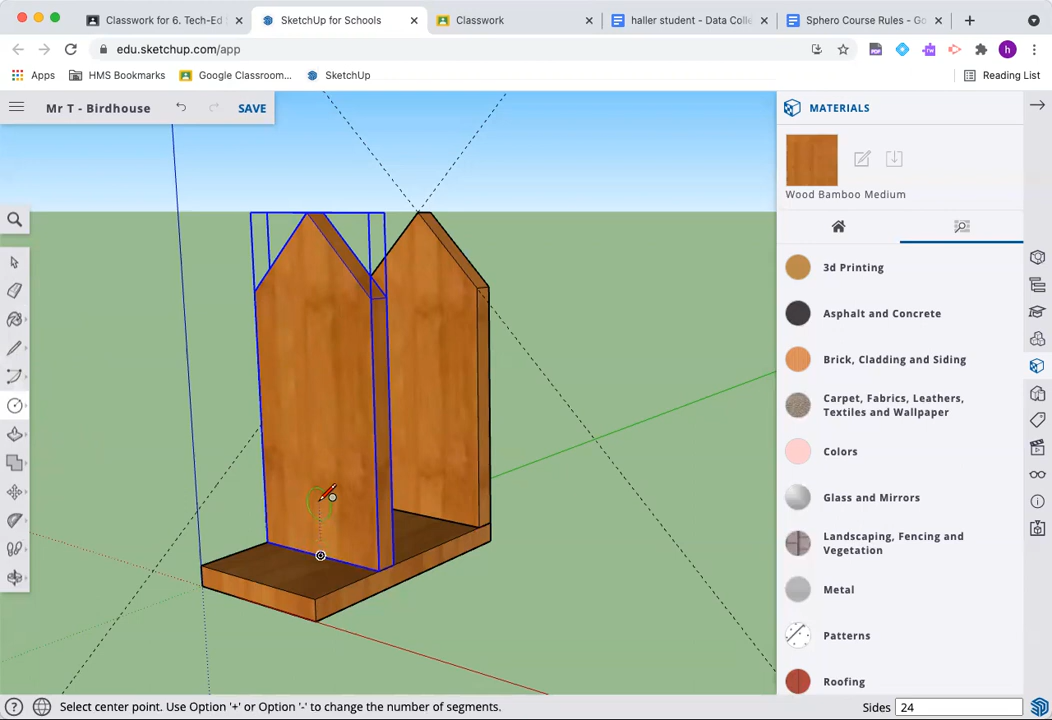 Classwork for 6. Tech-Ed
SketchUp for Schools
Classwork
haller student - Data Colle
Sphero Course Rules - Go
edu.sketchup.com/app
h
Apps
HMS Bookmarks
Google Classroom...
SketchUp
Reading List
Mr T - Birdhouse
SAVE
MATERIALS
Wood Bamboo Medium
3d Printing
Asphalt and Concrete
Brick, Cladding and Siding
Carpet, Fabrics, Leathers,
Textiles and Wallpaper
Colors
Glass and Mirrors
Landscaping, Fencing and
Vegetation
Metal
Patterns
Roofing
Select center point. Use Option '+' or Option '-' to change the number of segments.
Sides
24